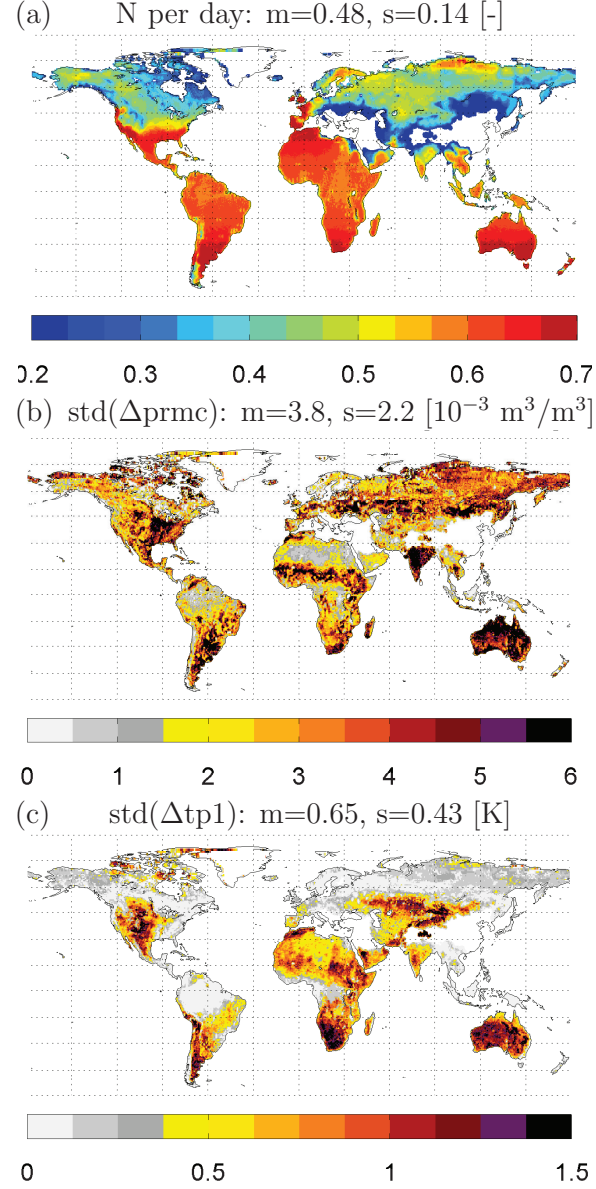 (a) N per day: m=0.48, s=0.14 [-]
0.2 0.3 0.4 0.5 0.6 0.7
(b) std(Δprmc): m=3.8, s=2.2 [10⁻³ m³/m³]
0 1 2 3 4 5 6
(c) std(Δtp1): m=0.65, s=0.43 [K]
0 0.5 1 1.5